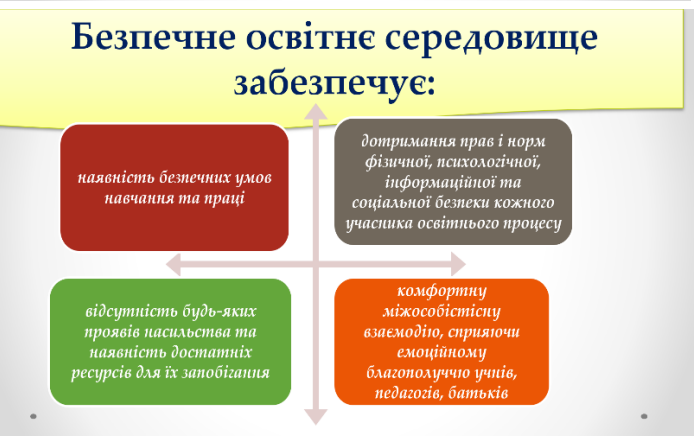 Безпечне освітнє середовище
забезпечує:
наявність безпечних умов
навчання та праці
дотримання прав і норм
фізичної, психологічної,
інформаційної та
соціальної безпеки кожного
учасника освітнього процесу
відсутність будь-яких
проявів насильства та
наявність достатніх
ресурсів для їх запобігання
комфортну
міжособістісну
взаємодію, сприяючи
емоційному
благополуччю учнів,
педагогів, батьків